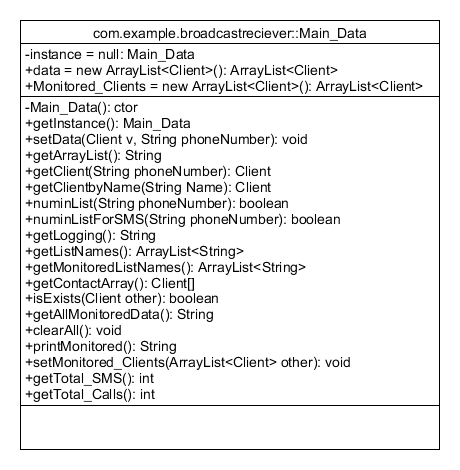 com.example.broadcastreciever::Main_Data
-instance = null: Main_Data
+data = new ArrayList<Client>(): ArrayList<Client>
+Monitored_Clients = new ArrayList<Client>(): ArrayList<Client>
-Main_Data(): ctor
+getInstance(): Main_Data
+setData(Client v, String phoneNumber): void
+getArrayList(): String
+getClient(String phoneNumber): Client
+getClientbyName(String Name): Client
+numinList(String phoneNumber): boolean
+numinListForSMS(String phoneNumber): boolean
+getLogging(): String
+getListNames(): ArrayList<String>
+getMonitoredListNames(): ArrayList<String>
+getContactArray(): Client[]
+isExists(Client other): boolean
+getAllMonitoredData(): String
+clearAll(): void
+printMonitored(): String
+setMonitored_Clients(ArrayList<Client> other): void
+getTotal_SMS(): int
+getTotal_Calls(): int